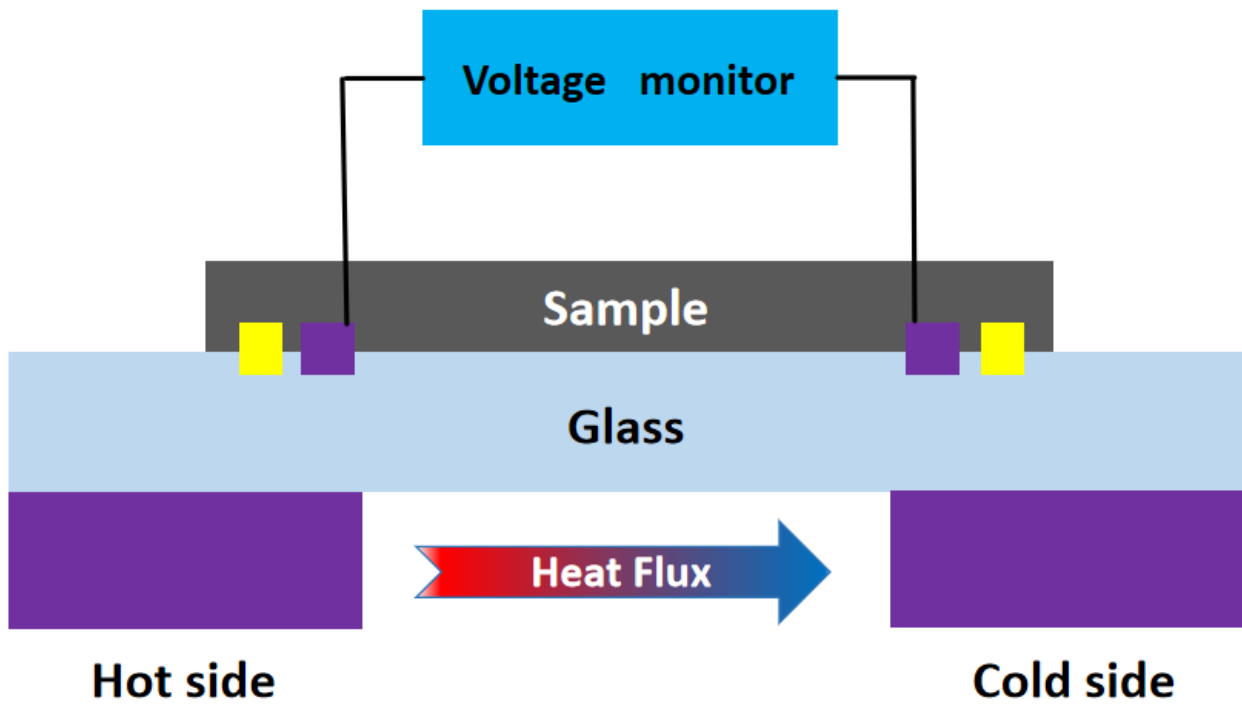 Voltage monitor
Sample
Glass
Heat Flux
Hot side
Cold side